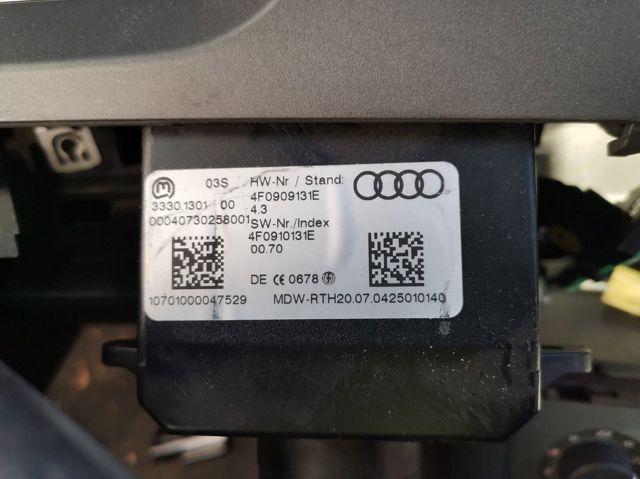 03S HW-Nr / Stand:
3330.1301 00 4F0909131E
4.3
00040730258001 SW-Nr./Index
4F0910131E
00.70
DE CE 0678
10701000047529 MDW-RTH20.07.0425010140